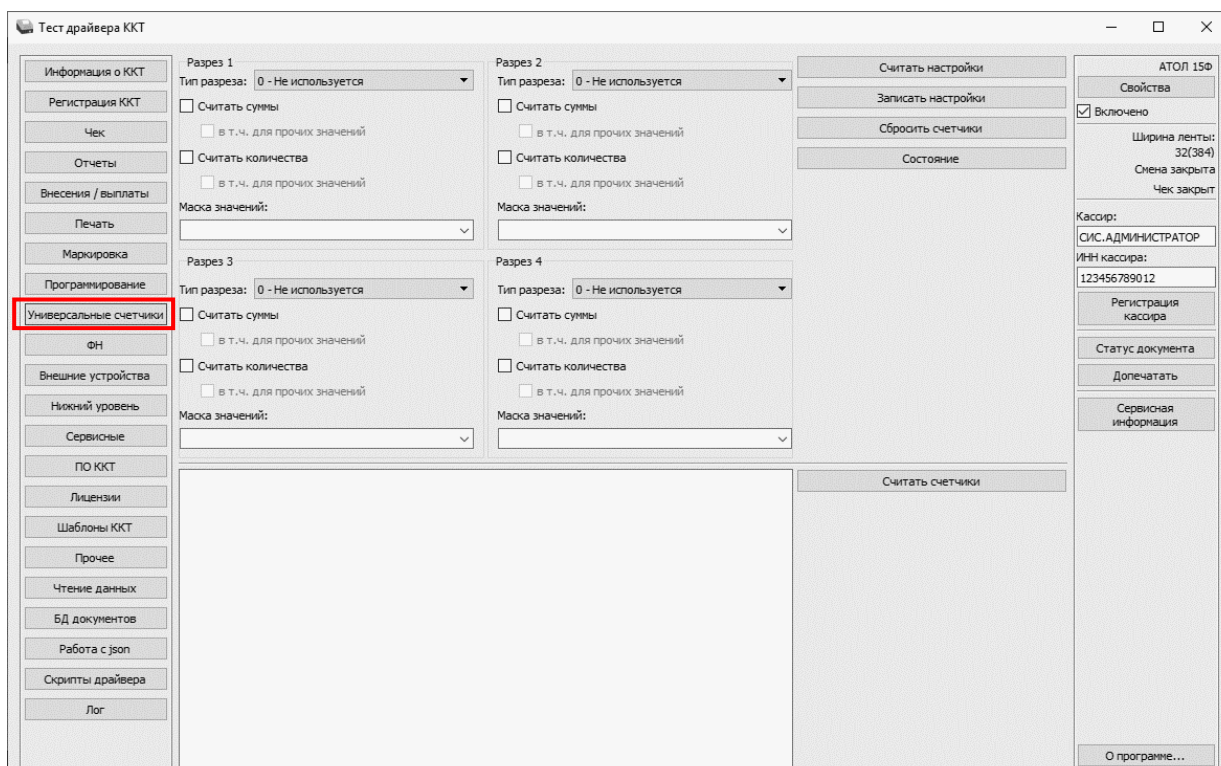 Тест драйвера ККТ
Информация о ККТ
Регистрация ККТ
Чек
Отчеты
Внесения / выплаты
Печать
Маркировка
Программирование
Универсальные счетчики
ФН
Внешние устройства
Нижний уровень
Сервисные
ПО ККТ
Лицензии
Шаблоны ККТ
Прочее
Чтение данных
БД документов
Работа с json
Скрипты драйвера
Лог
Разрез 1
Тип разреза: 0 - Не используется
Считать суммы
в т.ч. для прочих значений
Считать количества
в т.ч. для прочих значений
Маска значений:
Разрез 2
Тип разреза: 0 - Не используется
Считать суммы
в т.ч. для прочих значений
Считать количества
в т.ч. для прочих значений
Маска значений:
Разрез 3
Тип разреза: 0 - Не используется
Считать суммы
в т.ч. для прочих значений
Считать количества
в т.ч. для прочих значений
Маска значений:
Разрез 4
Тип разреза: 0 - Не используется
Считать суммы
в т.ч. для прочих значений
Считать количества
в т.ч. для прочих значений
Маска значений:
Считать настройки
Записать настройки
Сбросить счетчики
Состояние
Считать счетчики
АТОЛ 15Ф
Свойства
Включено
Ширина ленты:
32(384)
Смена закрыта
Чек закрыт
Кассир:
СИС.АДМИНИСТРАТОР
ИНН кассира:
123456789012
Регистрация
кассира
Статус документа
Допечатать
Сервисная
информация
О программе...